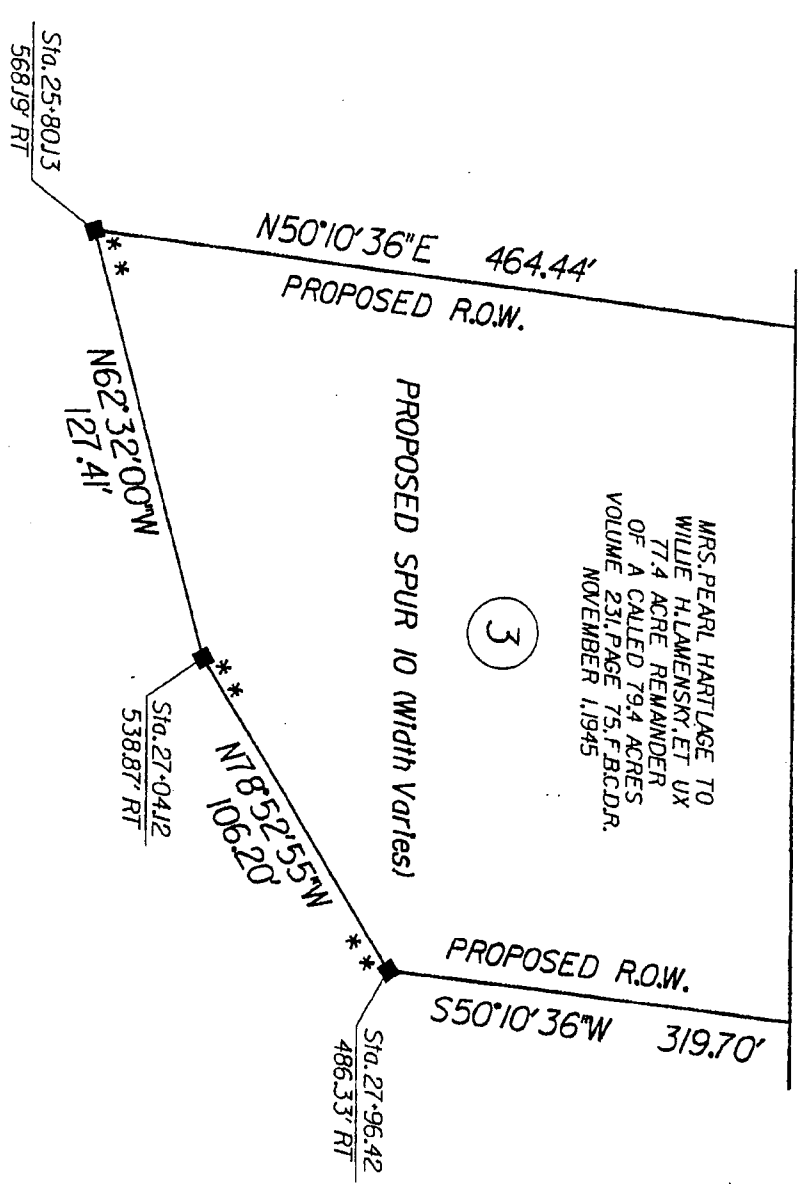 Sta. 25+80.13
568.19' RT
**
N50°10'36"E 464.44'
PROPOSED R.O.W.
N62°32'00"W
127.41'
PROPOSED SPUR 10 (Width Varies)
MRS. PEARL HARTLAGE TO
WILLIE H. LAMENSKY, ET UX
77.4 ACRE REMAINDER
OF A CALLED 79.4 ACRES
VOLUME 231, PAGE 75, F.B.C.D.R.
NOVEMBER 1, 1945
3
**
Sta. 27+04.12
538.87' RT
N78°52'55"W
106.20'
**
PROPOSED R.O.W.
S50°10'36"W 319.70'
Sta. 27+96.42
486.33' RT